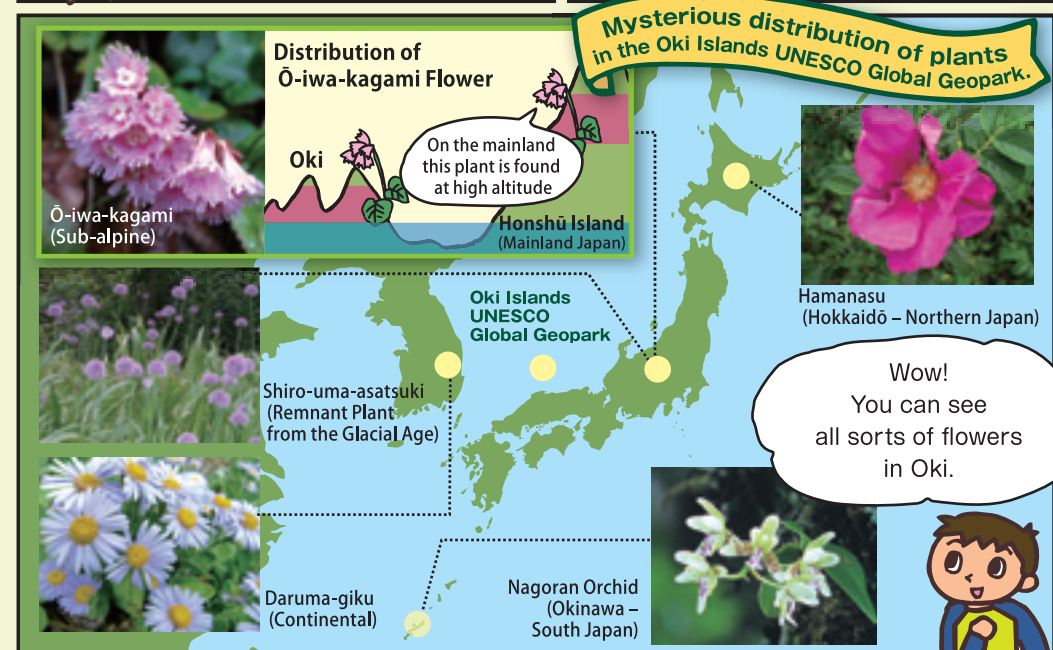 Mysterious distribution of plants
in the Oki Islands UNESCO Global Geopark.
Distribution of
Ō-iwa-kagami Flower
Oki
On the mainland
this plant is found
at high altitude
Honshū Island
(Mainland Japan)
Ō-iwa-kagami
(Sub-alpine)
Hamanasu
(Hokkaidō – Northern Japan)
Oki Islands
UNESCO
Global Geopark
Shiro-uma-asatsuki
(Remnant Plant
from the Glacial Age)
Wow!
You can see
all sorts of flowers
in Oki.
Daruma-giku
(Continental)
Nagoran Orchid
(Okinawa –
South Japan)